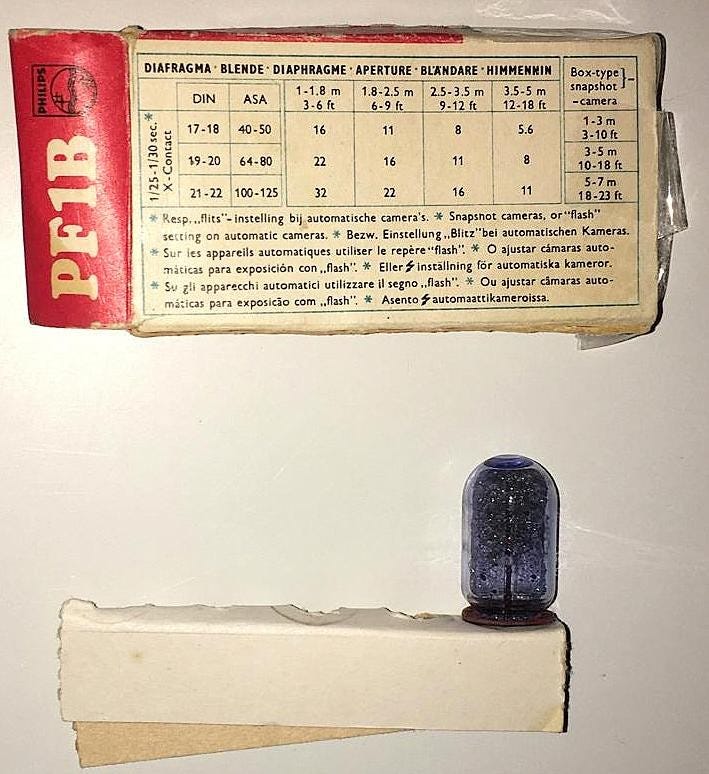 PHILIPS
PF1B
DIAFRAGMA · BLENDE · DIAPHRAGME · APERTURE · BLÄNDARE · HIMMENNIN
DIN ASA 1-1.8 m 1.8-2.5 m 2.5-3.5 m 3.5-5 m Box-type snapshot -camera
3-6 ft 6-9 ft 9-12 ft 12-18 ft
1/25-1/30 sec.*
X-Contact
17-18 40-50 16 11 8 5.6 1-3 m 3-10 ft
19-20 64-80 22 16 11 8 3-5 m 10-18 ft
21-22 100-125 32 22 16 11 5-7 m 18-23 ft
* Resp. „flits"-instelling bij automatische camera's. * Snapshot cameras, or "flash"
setting on automatic cameras. * Bezw. Einstellung „Blitz" bei automatischen Kameras.
* Sur les appareils automatiques utiliser le repère "flash". * O ajustar cámaras auto-
máticas para exposición con „flash". * Eller ⚡ inställning för automatiska kameror.
* Su gli apparecchi automatici utilizzare il segno „flash". * Ou ajustar câmaras auto-
máticas para exposicão com „flash". * Asento ⚡ automaattikameroissa.